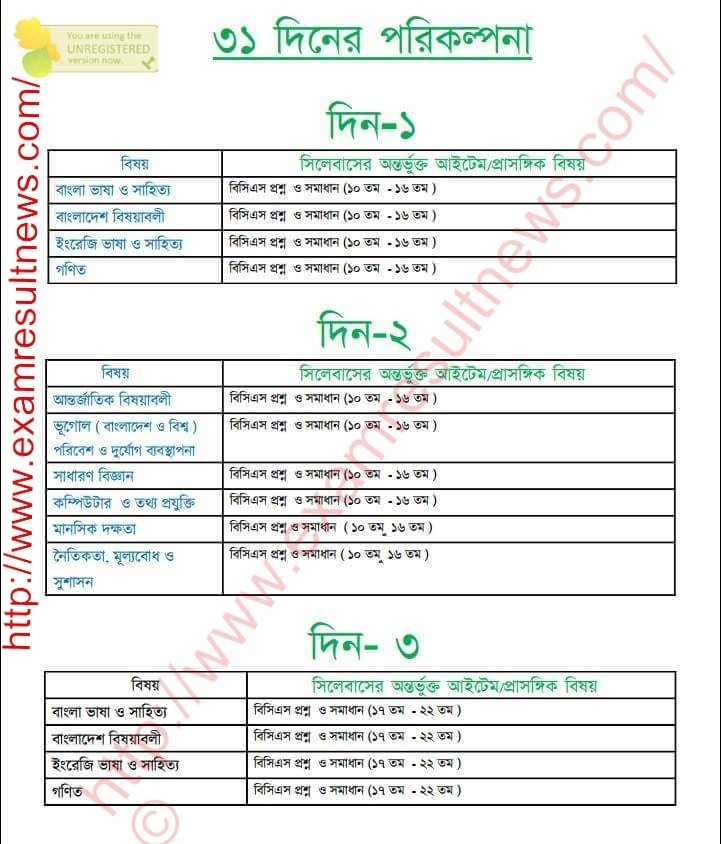 You are using the
UNREGISTERED
version now.
৩১ দিনের পরিকল্পনা
http://www.examresultnews.com/
দিন-১
বিষয় সিলেবাসের অন্তর্ভুক্ত আইটেম/প্রাসঙ্গিক বিষয়
বাংলা ভাষা ও সাহিত্য বিসিএস প্রশ্ন ও সমাধান (১০ তম - ১৬ তম )
বাংলাদেশ বিষয়াবলী বিসিএস প্রশ্ন ও সমাধান (১০ তম - ১৬ তম )
ইংরেজি ভাষা ও সাহিত্য বিসিএস প্রশ্ন ও সমাধান (১০ তম - ১৬ তম )
গণিত বিসিএস প্রশ্ন ও সমাধান (১০ তম - ১৬ তম )
দিন-২
বিষয় সিলেবাসের অন্তর্ভুক্ত আইটেম/প্রাসঙ্গিক বিষয়
আন্তর্জাতিক বিষয়াবলী বিসিএস প্রশ্ন ও সমাধান (১০ তম - ১৬ তম )
ভূগোল ( বাংলাদেশ ও বিশ্ব ) বিসিএস প্রশ্ন ও সমাধান (১০ তম - ১৬ তম )
পরিবেশ ও দুর্যোগ ব্যবস্থাপনা
সাধারণ বিজ্ঞান বিসিএস প্রশ্ন ও সমাধান (১০ তম - ১৬ তম )
কম্পিউটার ও তথ্য প্রযুক্তি বিসিএস প্রশ্ন ও সমাধান (১০ তম - ১৬ তম )
মানসিক দক্ষতা বিসিএস প্রশ্ন ও সমাধান ( ১০ তম, ১৬ তম )
নৈতিকতা, মূল্যবোধ ও বিসিএস প্রশ্ন ও সমাধান ( ১০ তম, ১৬ তম )
সুশাসন
দিন- ৩
বিষয় সিলেবাসের অন্তর্ভুক্ত আইটেম/প্রাসঙ্গিক বিষয়
বাংলা ভাষা ও সাহিত্য বিসিএস প্রশ্ন ও সমাধান (১৭ তম - ২২ তম )
বাংলাদেশ বিষয়াবলী বিসিএস প্রশ্ন ও সমাধান (১৭ তম - ২২ তম )
ইংরেজি ভাষা ও সাহিত্য বিসিএস প্রশ্ন ও সমাধান (১৭ তম - ২২ তম )
গণিত বিসিএস প্রশ্ন ও সমাধান (১৭ তম - ২২ তম )
© http://www.examresultnews.com/